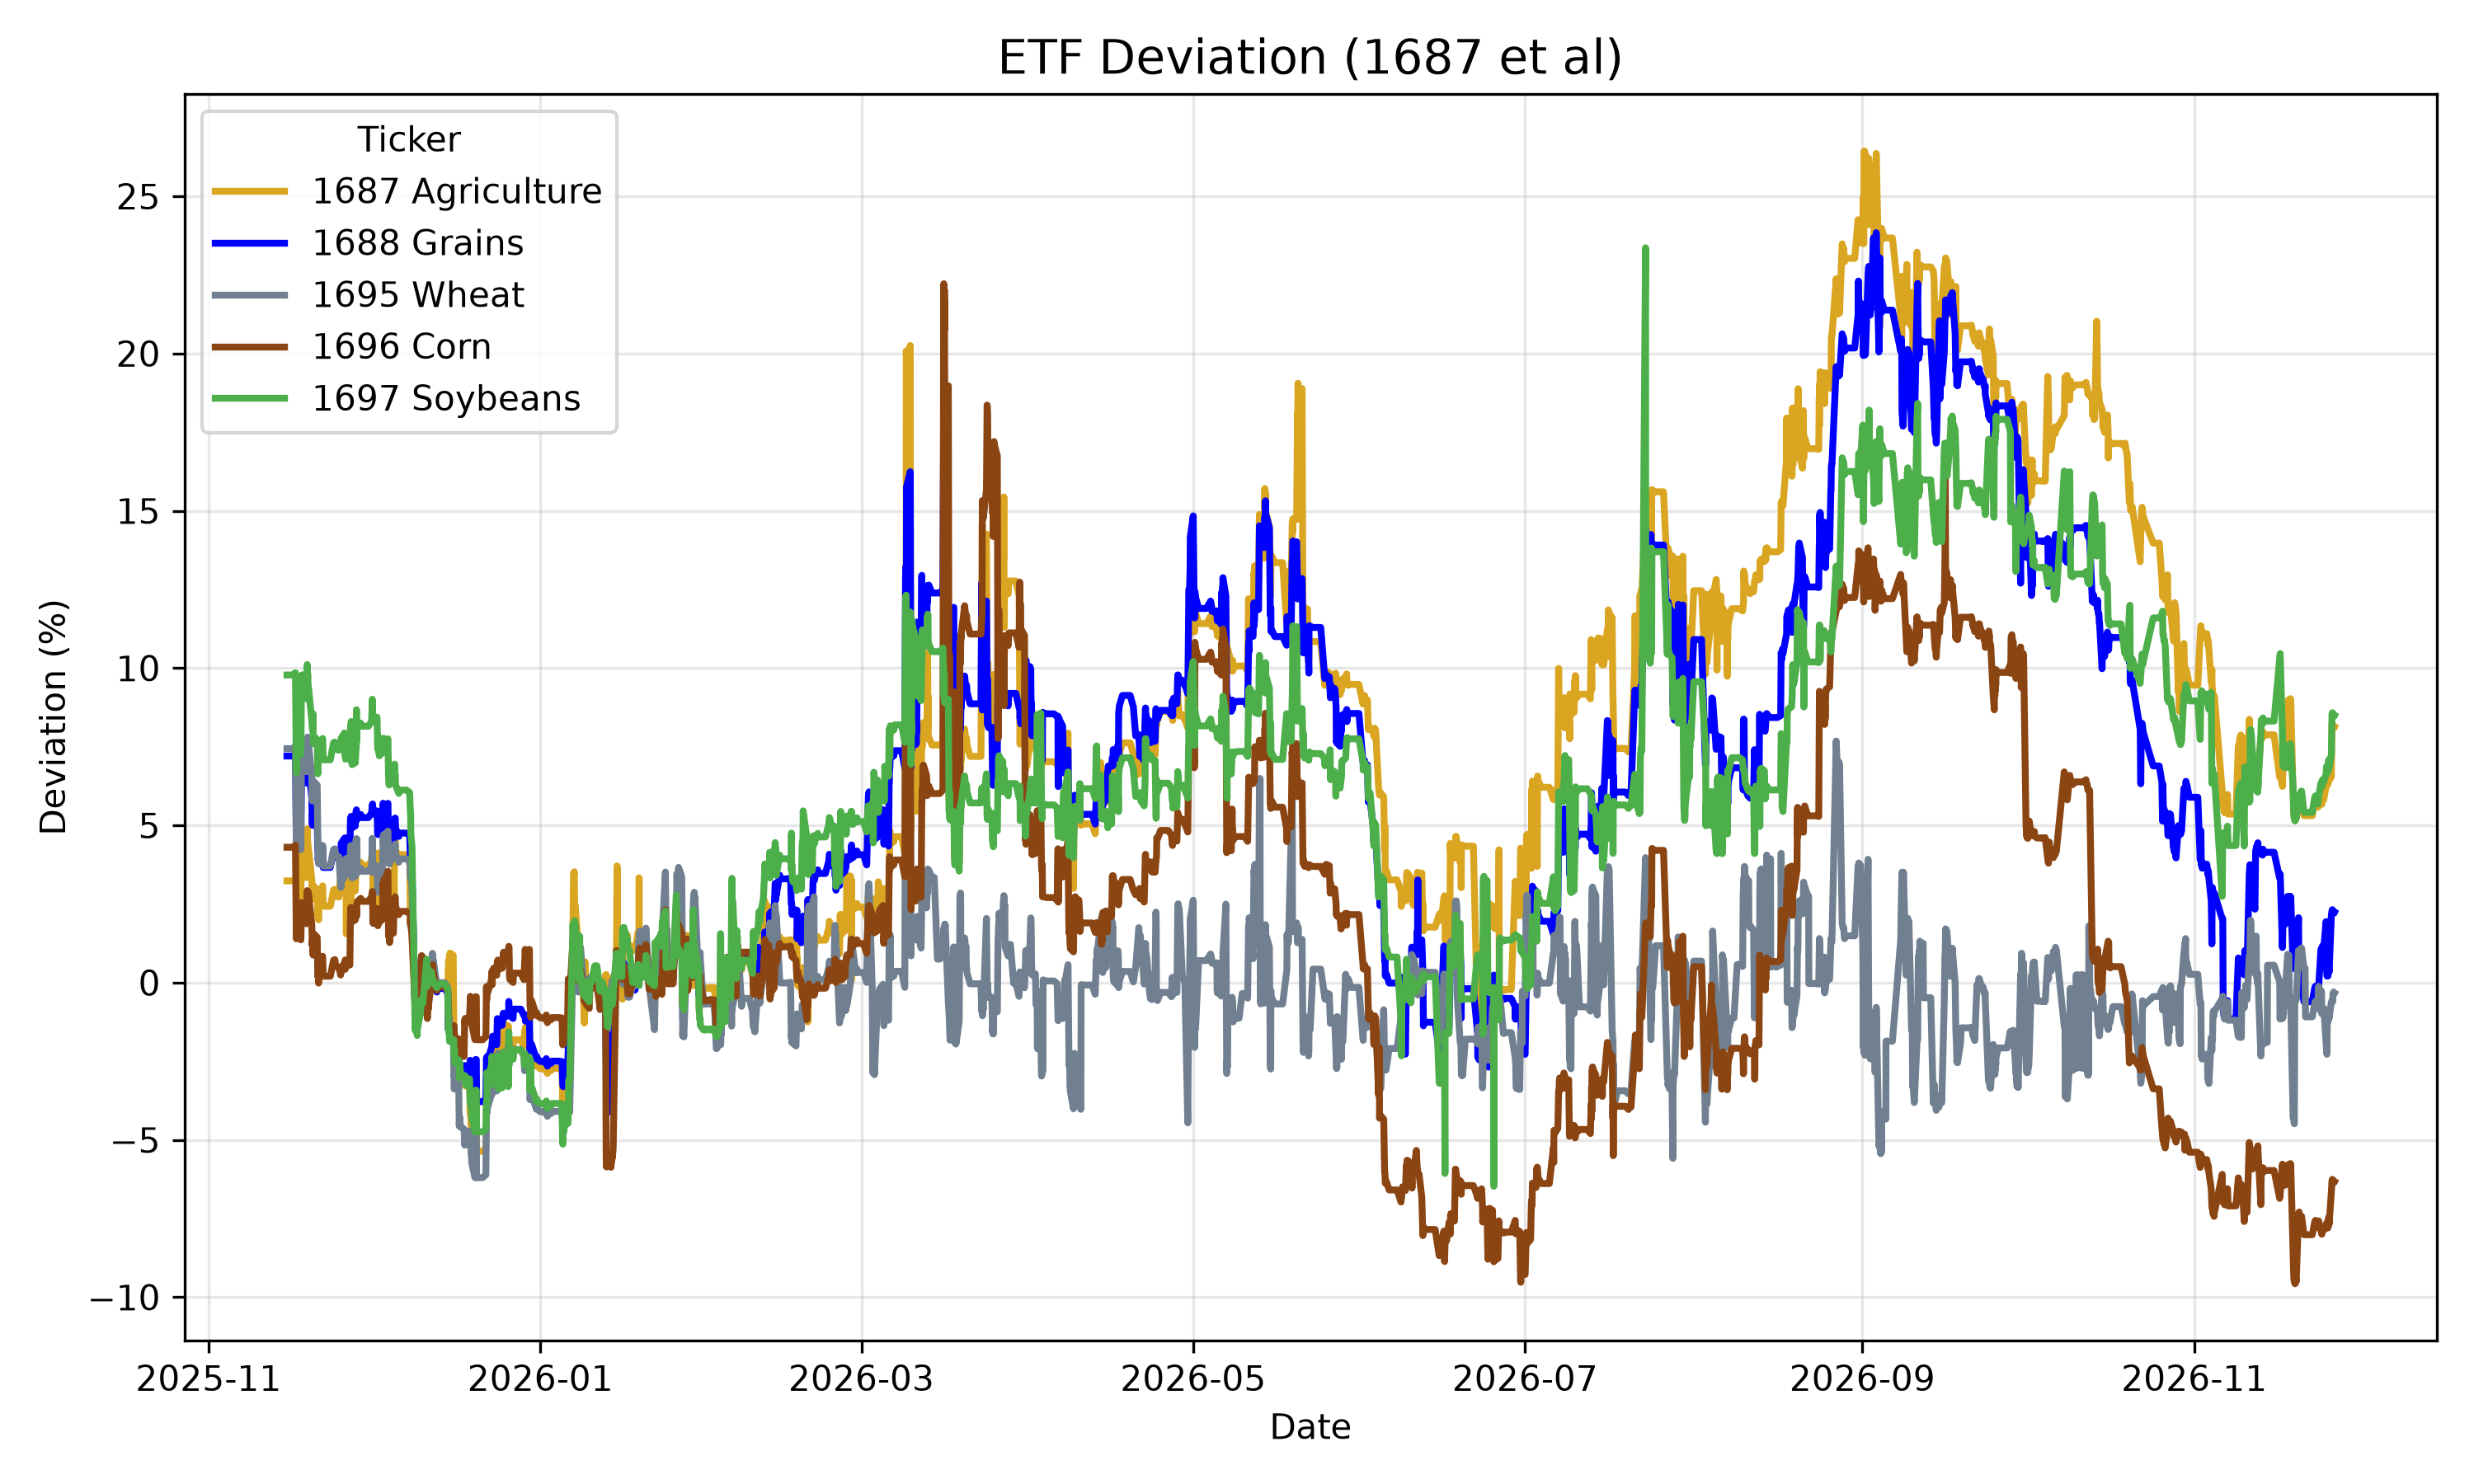 ETF Deviation (1687 et al)
Ticker
1687 Agriculture
1688 Grains
1695 Wheat
1696 Corn
1697 Soybeans
Deviation (%)
25
20
15
10
5
0
−5
−10
2025-11
2026-01
2026-03
2026-05
2026-07
2026-09
2026-11
Date